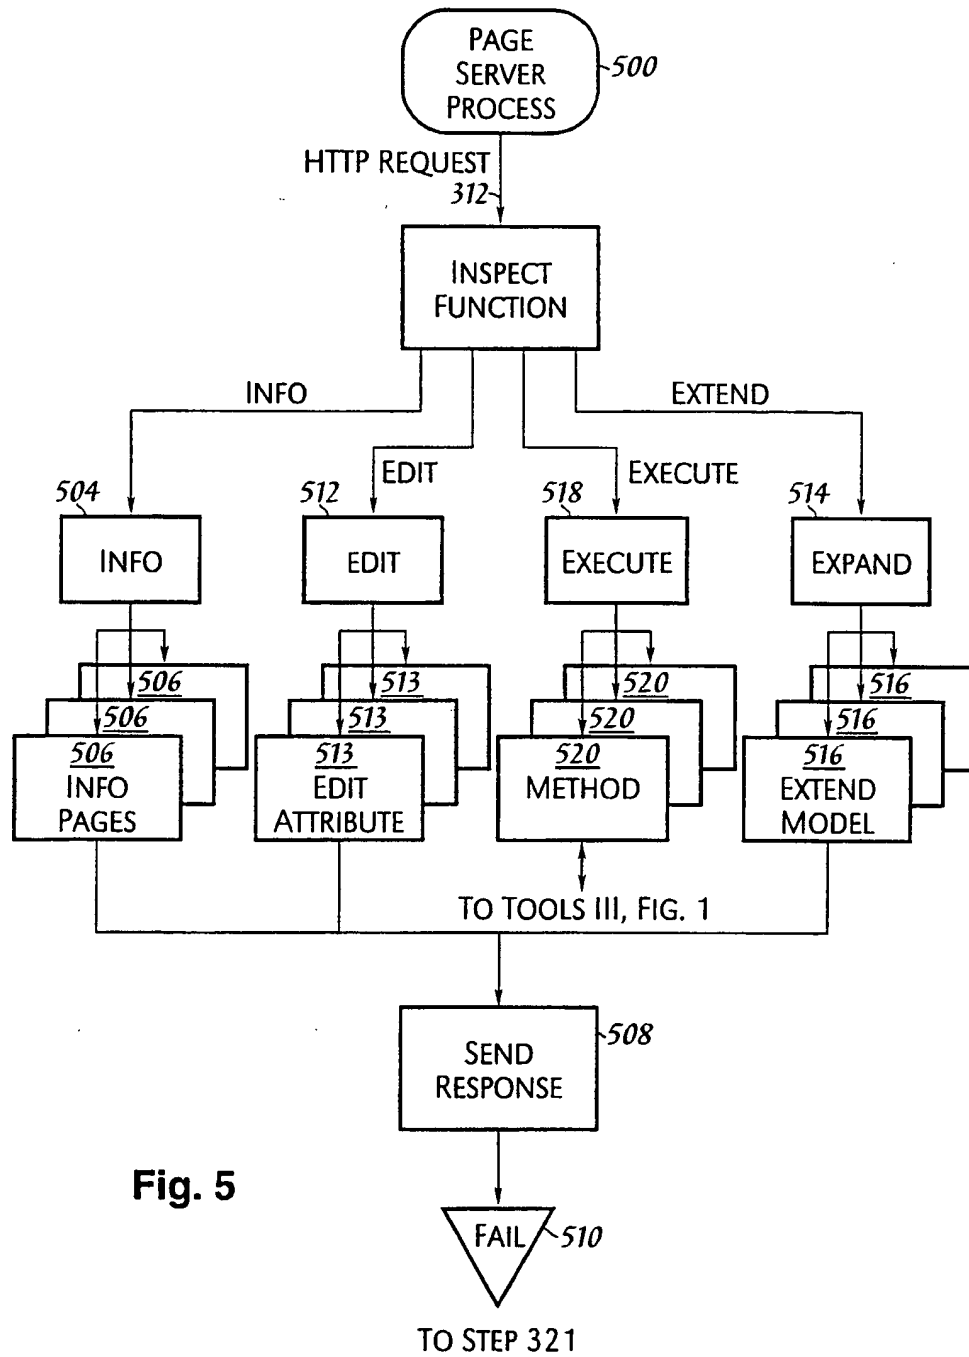 PAGE
SERVER
PROCESS
500
HTTP REQUEST
312
INSPECT
FUNCTION
INFO
EXTEND
EDIT
EXECUTE
504
512
518
514
INFO
EDIT
EXECUTE
EXPAND
506
513
520
516
506
513
520
516
506
INFO
PAGES
513
EDIT
ATTRIBUTE
520
METHOD
516
EXTEND
MODEL
TO TOOLS III, FIG. 1
508
SEND
RESPONSE
Fig. 5
FAIL
510
TO STEP 321